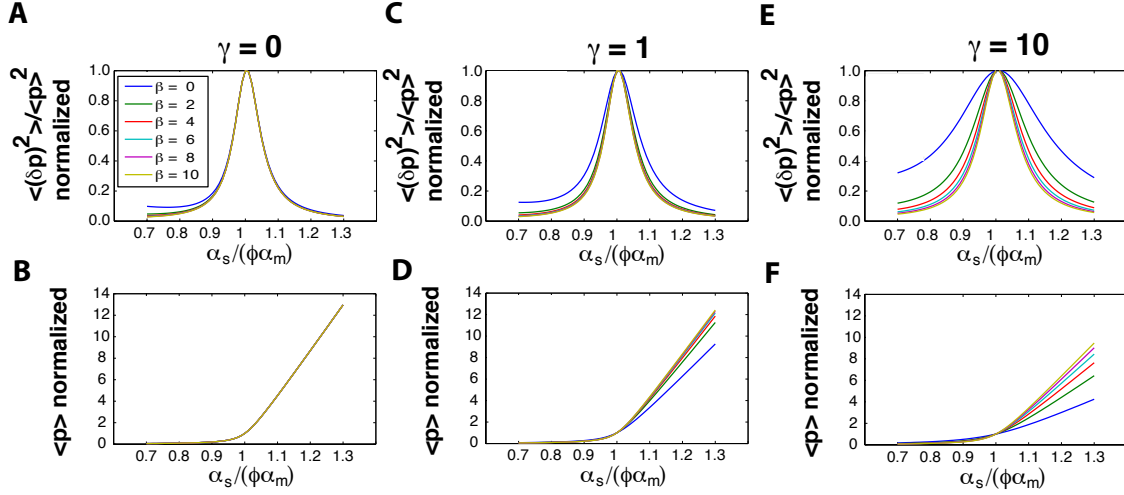 A
C
E
γ = 0
γ = 1
γ = 10
<(δp)²>/<p>²
normalized
1.0
0.8
0.6
0.4
0.2
0.0
β = 0
β = 2
β = 4
β = 6
β = 8
β = 10
0.7 0.8 0.9 1 1.1 1.2 1.3
αs/(φαm)
<(δp)²>/<p>²
normalized
1.0
0.8
0.6
0.4
0.2
0.0
0.7 0.8 0.9 1 1.1 1.2 1.3
αs/(φαm)
<(δp)²>/<p>²
normalized
1.0
0.8
0.6
0.4
0.2
0.0
0.7 0.8 0.9 1 1.1 1.2 1.3
αs/(φαm)
B
D
F
<p> normalized
14
12
10
8
6
4
2
0
0.7 0.8 0.9 1 1.1 1.2 1.3
αs/(φαm)
<p> normalized
14
12
10
8
6
4
2
0
0.7 0.8 0.9 1 1.1 1.2 1.3
αs/(φαm)
<p> normalized
14
12
10
8
6
4
2
0
0.7 0.8 0.9 1 1.1 1.2 1.3
αs/(φαm)